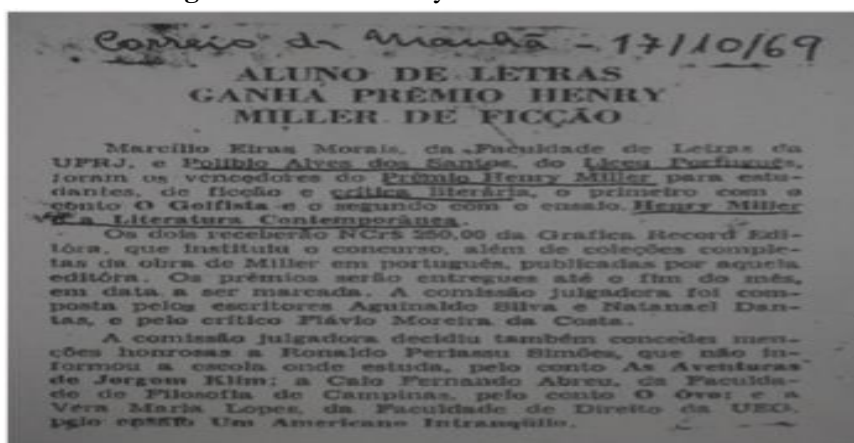 Correio da Manhã - 17/10/69
ALUNO DE LETRAS
GANHA PRÊMIO HENRY
MILLER DE FICÇÃO
Marcílio Eiras Morais, da Faculdade de Letras da
UFRJ, e Políbio Alves dos Santos, do Liceu Português,
foram os vencedores do Prêmio Henry Miller para estu-
dantes, de ficção e crítica literária, o primeiro com o
conto O Golfista e o segundo com o ensaio Henry Miller
e a Literatura Contemporânea.
Os dois receberão NCr$ 250,00 da Gráfica Record Edi-
tôra, que instituiu o concurso, além de coleções comple-
tas da obra de Miller em português, publicadas por aquela
editôra. Os prêmios serão entregues até o fim do mês,
em data a ser marcada. A comissão julgadora foi com-
posta pelos escritores Aguinaldo Silva e Natanael Dan-
tas, e pelo crítico Flávio Moreira da Costa.
A comissão julgadora decidiu também conceder men-
ções honrosas a Ronaldo Periassu Simões, que não in-
formou a escola onde estuda, pelo conto As Aventuras
de Jorgem Klim; a Caio Fernando Abreu, da Faculda-
de de Filosofia de Campinas, pelo conto O Ovo; e a
Vera Maria Lopes, da Faculdade de Direito da UEG,
pelo ensaio Um Americano Intranqüilo.